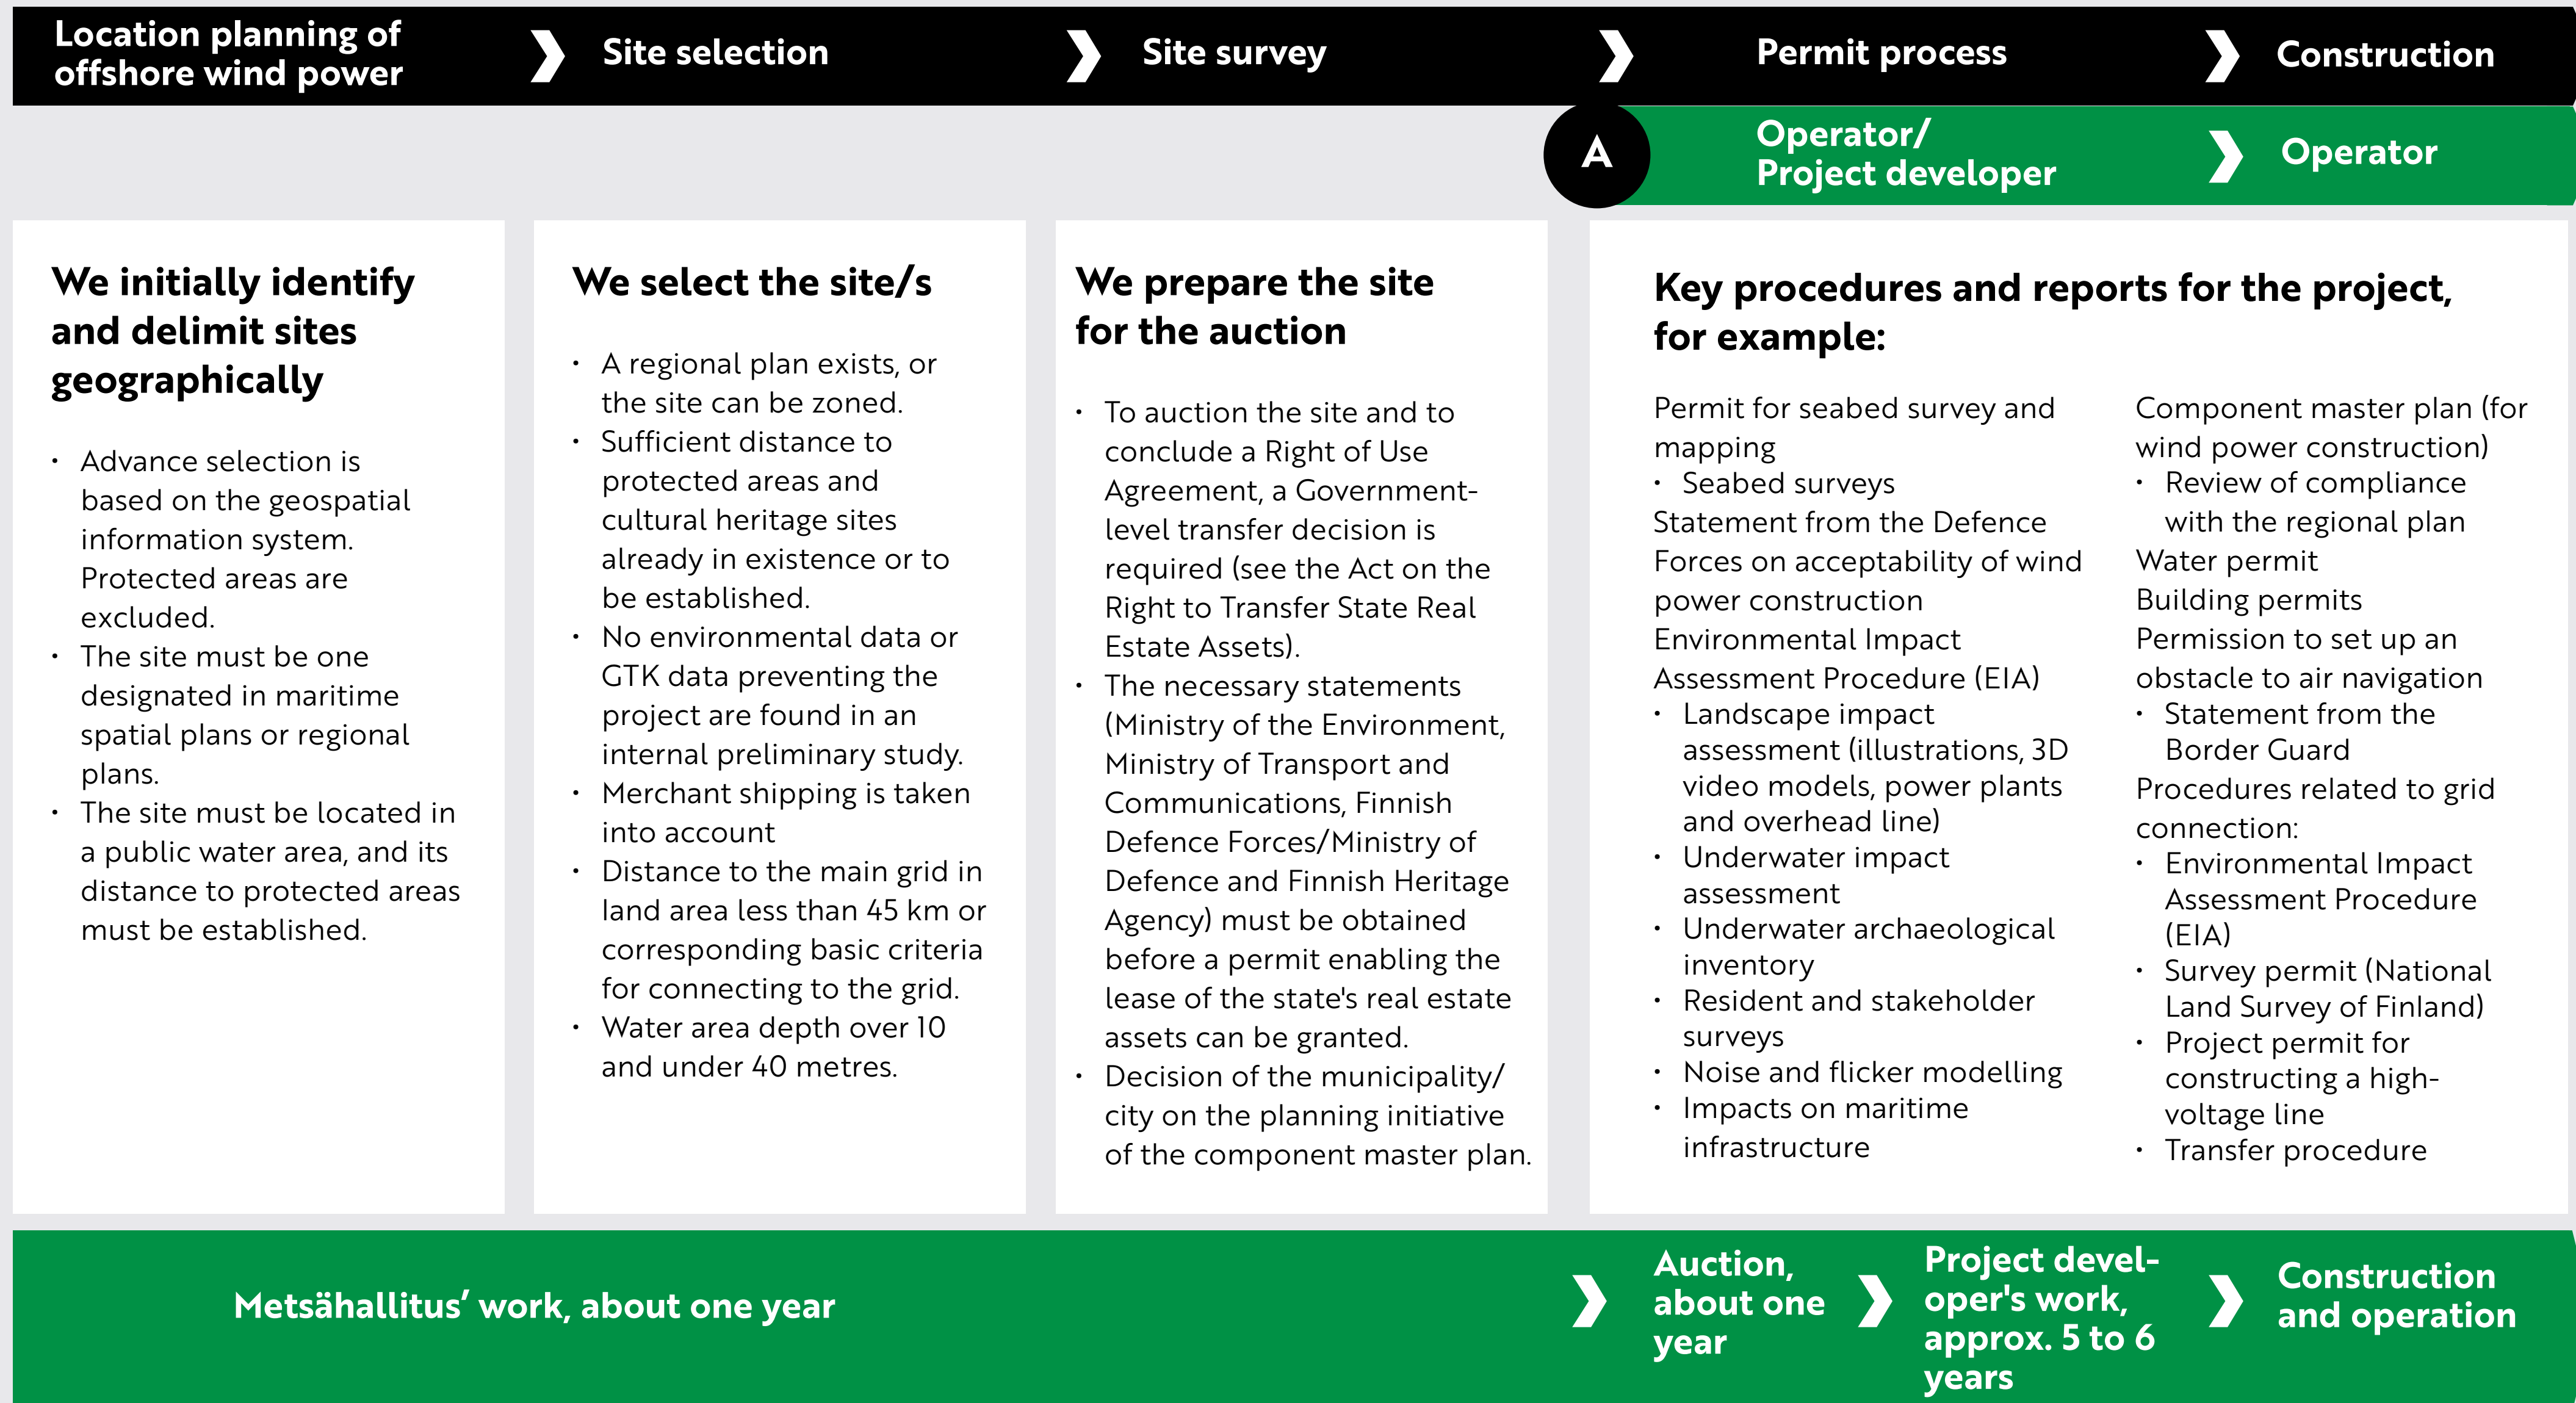 Location planning of
offshore wind power
Site selection
Site survey
Permit process
Construction
A
Operator/
Project developer
Operator
We initially identify
and delimit sites
geographically
• Advance selection is
based on the geospatial
information system.
Protected areas are
excluded.
• The site must be one
designated in maritime
spatial plans or regional
plans.
• The site must be located in
a public water area, and its
distance to protected areas
must be established.
We select the site/s
• A regional plan exists, or
the site can be zoned.
• Sufficient distance to
protected areas and
cultural heritage sites
already in existence or to
be established.
• No environmental data or
GTK data preventing the
project are found in an
internal preliminary study.
• Merchant shipping is taken
into account
• Distance to the main grid in
land area less than 45 km or
corresponding basic criteria
for connecting to the grid.
• Water area depth over 10
and under 40 metres.
We prepare the site
for the auction
• To auction the site and to
conclude a Right of Use
Agreement, a Government-
level transfer decision is
required (see the Act on the
Right to Transfer State Real
Estate Assets).
• The necessary statements
(Ministry of the Environment,
Ministry of Transport and
Communications, Finnish
Defence Forces/Ministry of
Defence and Finnish Heritage
Agency) must be obtained
before a permit enabling the
lease of the state's real estate
assets can be granted.
• Decision of the municipality/
city on the planning initiative
of the component master plan.
Key procedures and reports for the project,
for example:
Permit for seabed survey and
mapping
• Seabed surveys
Statement from the Defence
Forces on acceptability of wind
power construction
Environmental Impact
Assessment Procedure (EIA)
• Landscape impact
assessment (illustrations, 3D
video models, power plants
and overhead line)
• Underwater impact
assessment
• Underwater archaeological
inventory
• Resident and stakeholder
surveys
• Noise and flicker modelling
• Impacts on maritime
infrastructure
Component master plan (for
wind power construction)
• Review of compliance
with the regional plan
Water permit
Building permits
Permission to set up an
obstacle to air navigation
• Statement from the
Border Guard
Procedures related to grid
connection:
• Environmental Impact
Assessment Procedure
(EIA)
• Survey permit (National
Land Survey of Finland)
• Project permit for
constructing a high-
voltage line
• Transfer procedure
Metsähallitus’ work, about one year
Auction,
about one
year
Project devel-
oper's work,
approx. 5 to 6
years
Construction
and operation